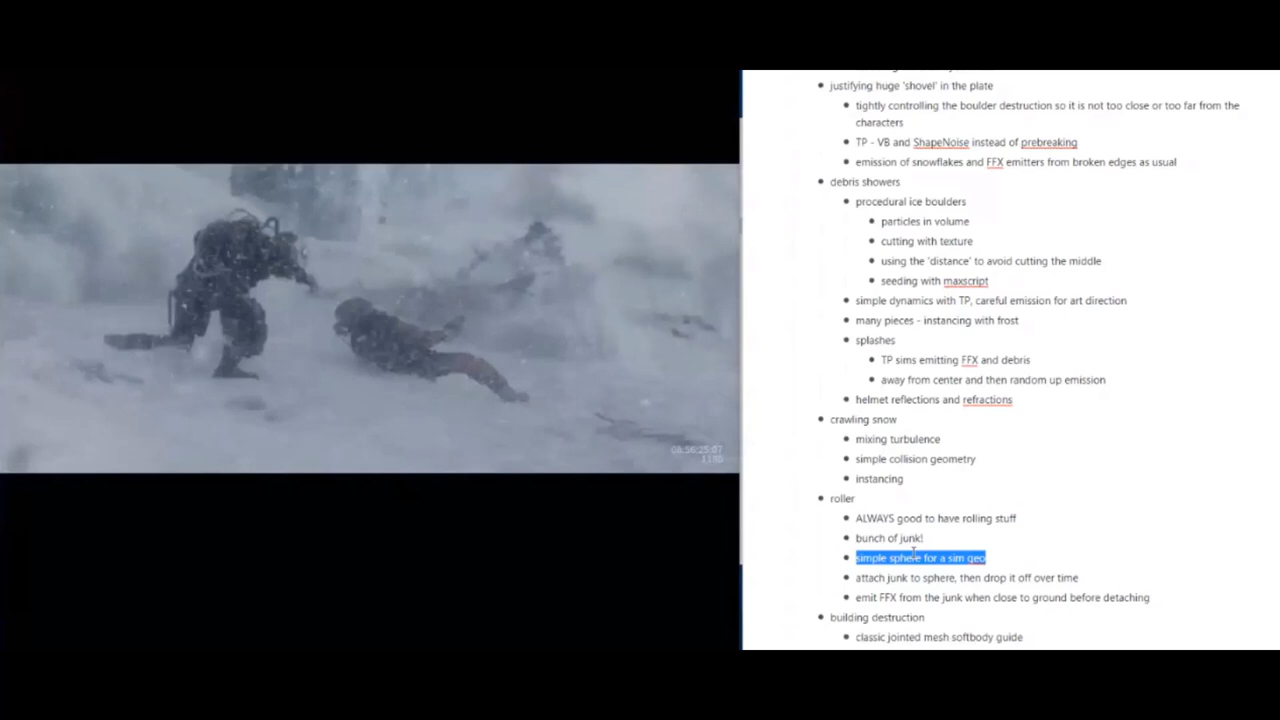 justifying huge 'shovel' in the plate
tightly controlling the boulder destruction so it is not too close or too far from the
characters
TP - VB and ShapeNoise instead of prebreaking
emission of snowflakes and FFX emitters from broken edges as usual
debris showers
procedural ice boulders
particles in volume
cutting with texture
using the 'distance' to avoid cutting the middle
seeding with maxscript
simple dynamics with TP, careful emission for art direction
many pieces - instancing with frost
splashes
TP sims emitting FFX and debris
away from center and then random up emission
helmet reflections and refractions
crawling snow
mixing turbulence
simple collision geometry
instancing
roller
ALWAYS good to have rolling stuff
bunch of junk!
simple sphere for a sim geo
attach junk to sphere, then drop it off over time
emit FFX from the junk when close to ground before detaching
building destruction
classic jointed mesh softbody guide